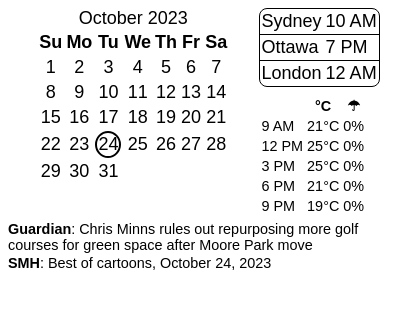 October 2023
Su Mo Tu We Th Fr Sa
1 2 3 4 5 6 7
8 9 10 11 12 13 14
15 16 17 18 19 20 21
22 23 24 25 26 27 28
29 30 31
Sydney 10 AM
Ottawa 7 PM
London 12 AM
°C ☂
9 AM 21°C 0%
12 PM 25°C 0%
3 PM 25°C 0%
6 PM 21°C 0%
9 PM 19°C 0%
Guardian: Chris Minns rules out repurposing more golf
courses for green space after Moore Park move
SMH: Best of cartoons, October 24, 2023